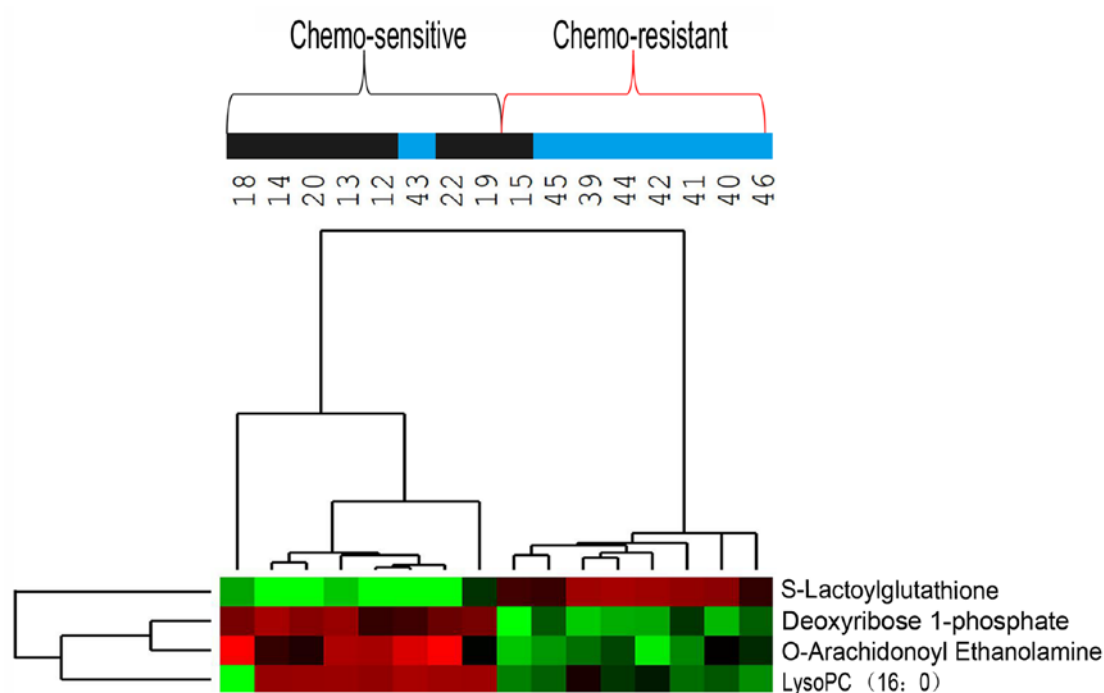 Chemo-sensitive Chemo-resistant
18 14 20 13 12 43 22 19 15 45 39 44 42 41 40 46
S-Lactoylglutathione
Deoxyribose 1-phosphate
O-Arachidonoyl Ethanolamine
LysoPC（16：0）